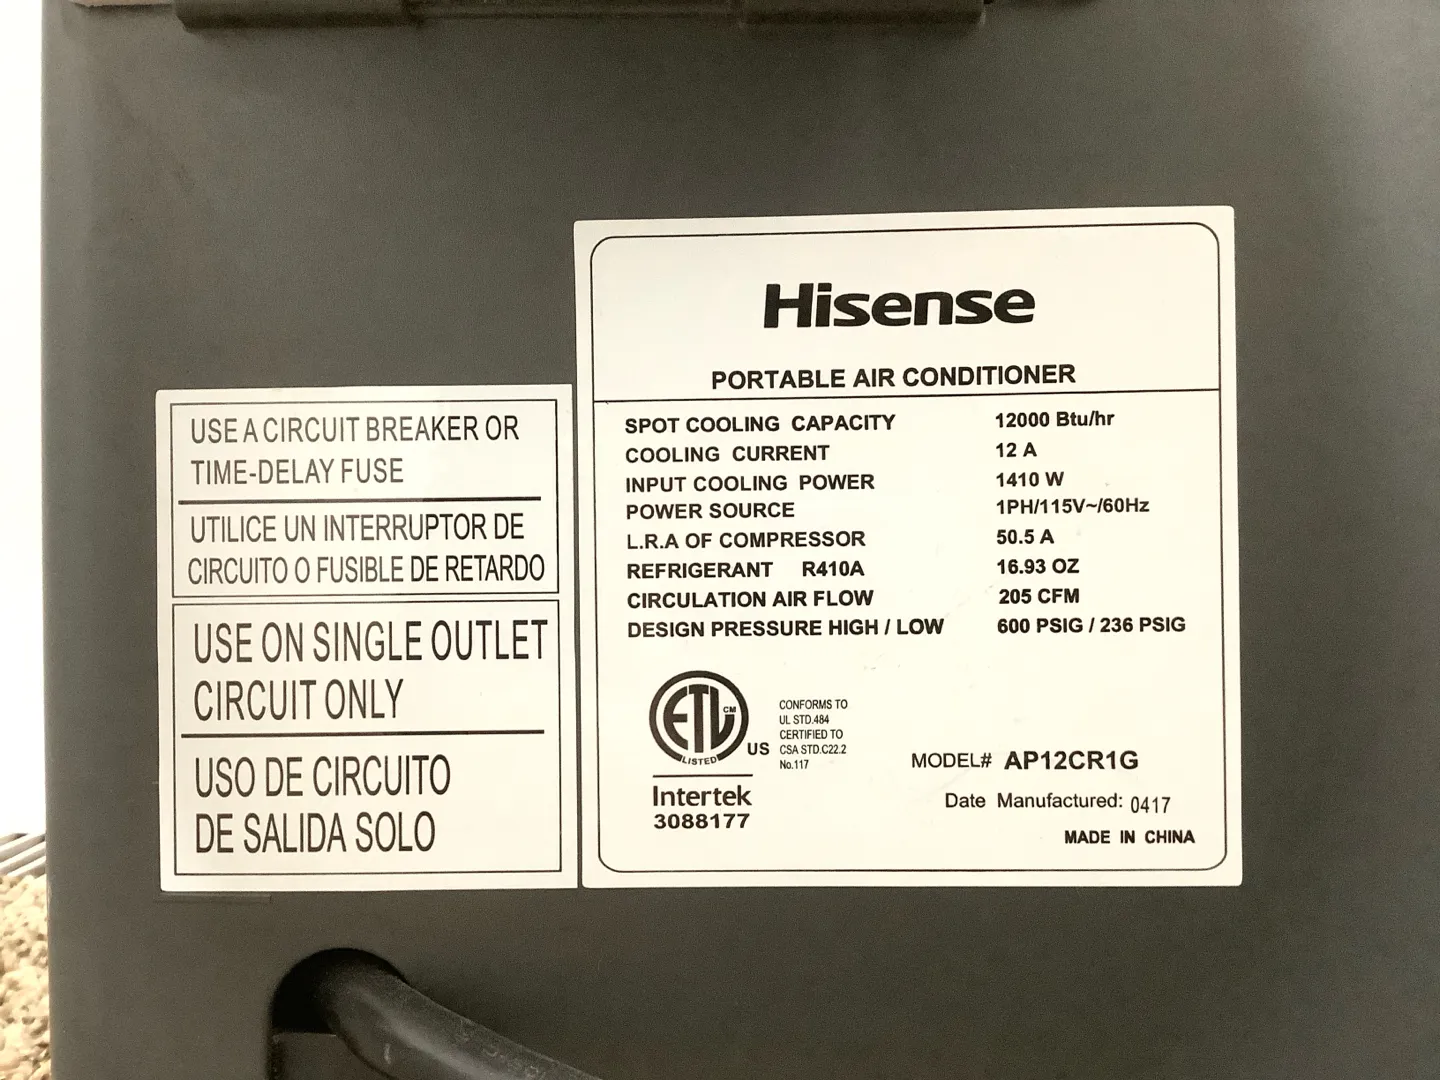 USE A CIRCUIT BREAKER OR
TIME-DELAY FUSE
UTILICE UN INTERRUPTOR DE
CIRCUITO O FUSIBLE DE RETARDO
USE ON SINGLE OUTLET
CIRCUIT ONLY
USO DE CIRCUITO
DE SALIDA SOLO
Hisense
PORTABLE AIR CONDITIONER
SPOT COOLING CAPACITY 12000 Btu/hr
COOLING CURRENT 12 A
INPUT COOLING POWER 1410 W
POWER SOURCE 1PH/115V~/60Hz
L.R.A OF COMPRESSOR 50.5 A
REFRIGERANT R410A 16.93 OZ
CIRCULATION AIR FLOW 205 CFM
DESIGN PRESSURE HIGH / LOW 600 PSIG / 236 PSIG
ETL CM
LISTED
US
Intertek
3088177
CONFORMS TO
UL STD.484
CERTIFIED TO
CSA STD.C22.2
No.117
MODEL# AP12CR1G
Date Manufactured: 0417
MADE IN CHINA